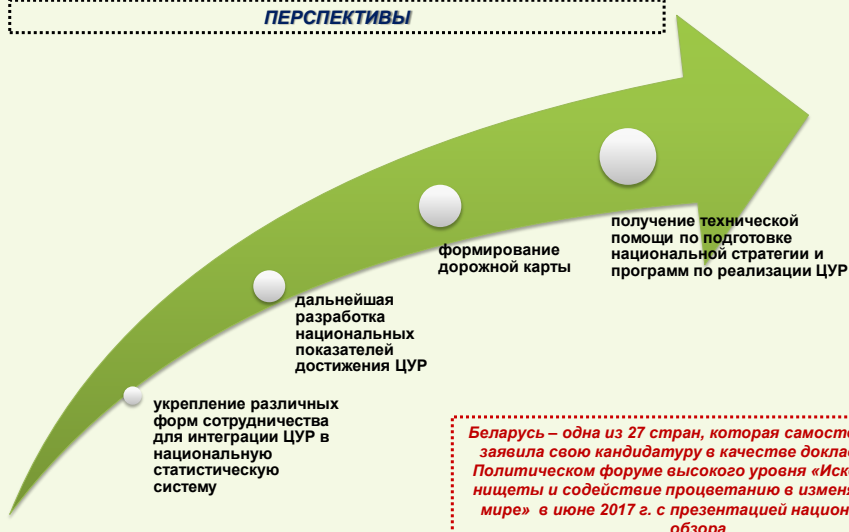 ПЕРСПЕКТИВЫ
укрепление различных
форм сотрудничества
для интеграции ЦУР в
национальную
статистическую
систему
дальнейшая
разработка
национальных
показателей
достижения ЦУР
формирование
дорожной карты
получение технической
помощи по подготовке
национальной стратегии и
программ по реализации ЦУР
Беларусь – одна из 27 стран, которая
заявила свою кандидатуру в качестве
Политическом форуме высокого уровня
нищеты и содействие процветанию в
мире» в июне 2017 г. с презентацией
обзора